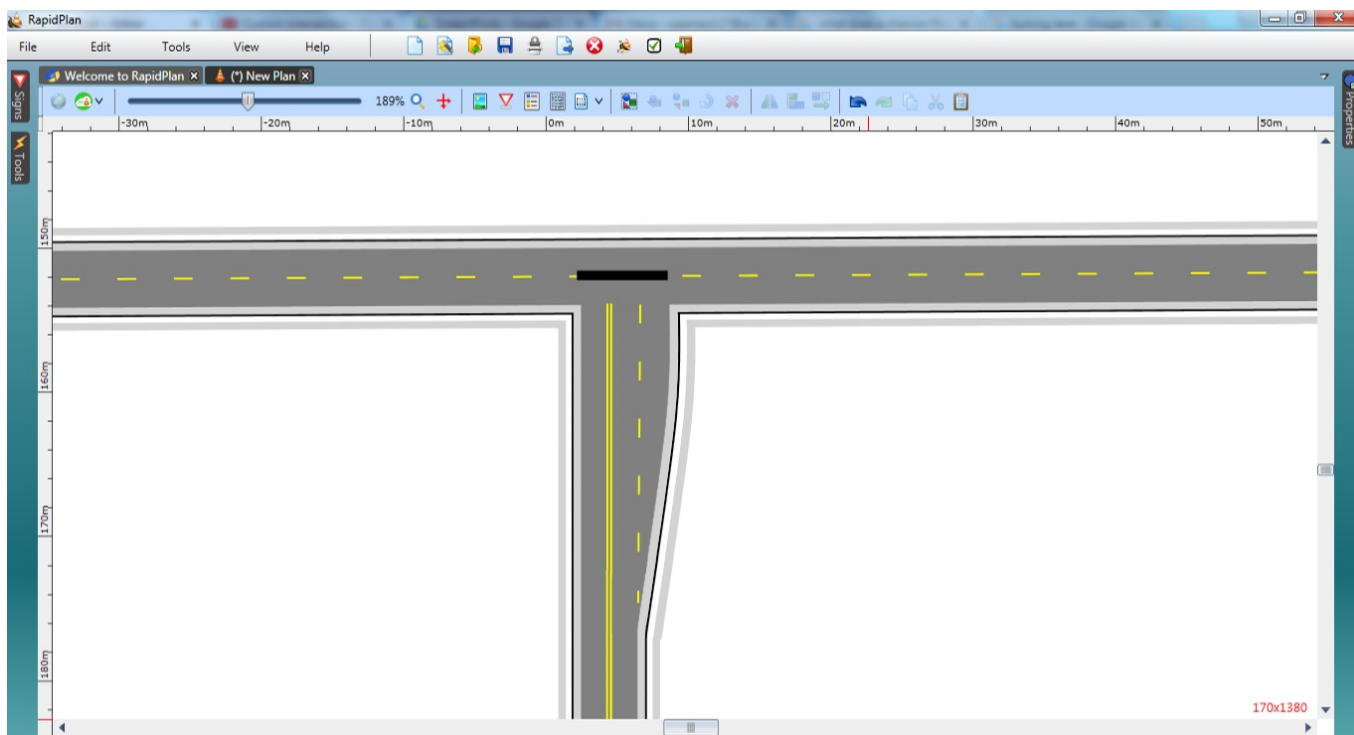 RapidPlan
File Edit Tools View Help
Welcome to RapidPlan x (*) New Plan x
189%
-30m -20m -10m 0m 10m 20m 30m 40m 50m
Signs
Tools
Properties
150m
160m
170m
180m
170x1380